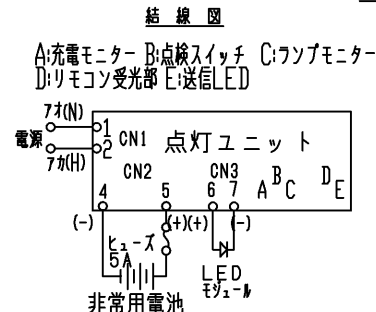 結線図
A:充電モニター B:点検スイッチ C:ランプモニター
D:リモコン受光部 E:送信LED
アオ(N)
電源
アカ(H)
1
2
CN1
点灯ユニット
CN2
CN3
4
5
6
7
A
B
C
D
E
(-)
(+)
(+)
(-)
ヒューズ
5A
LED
モジュール
非常用電池